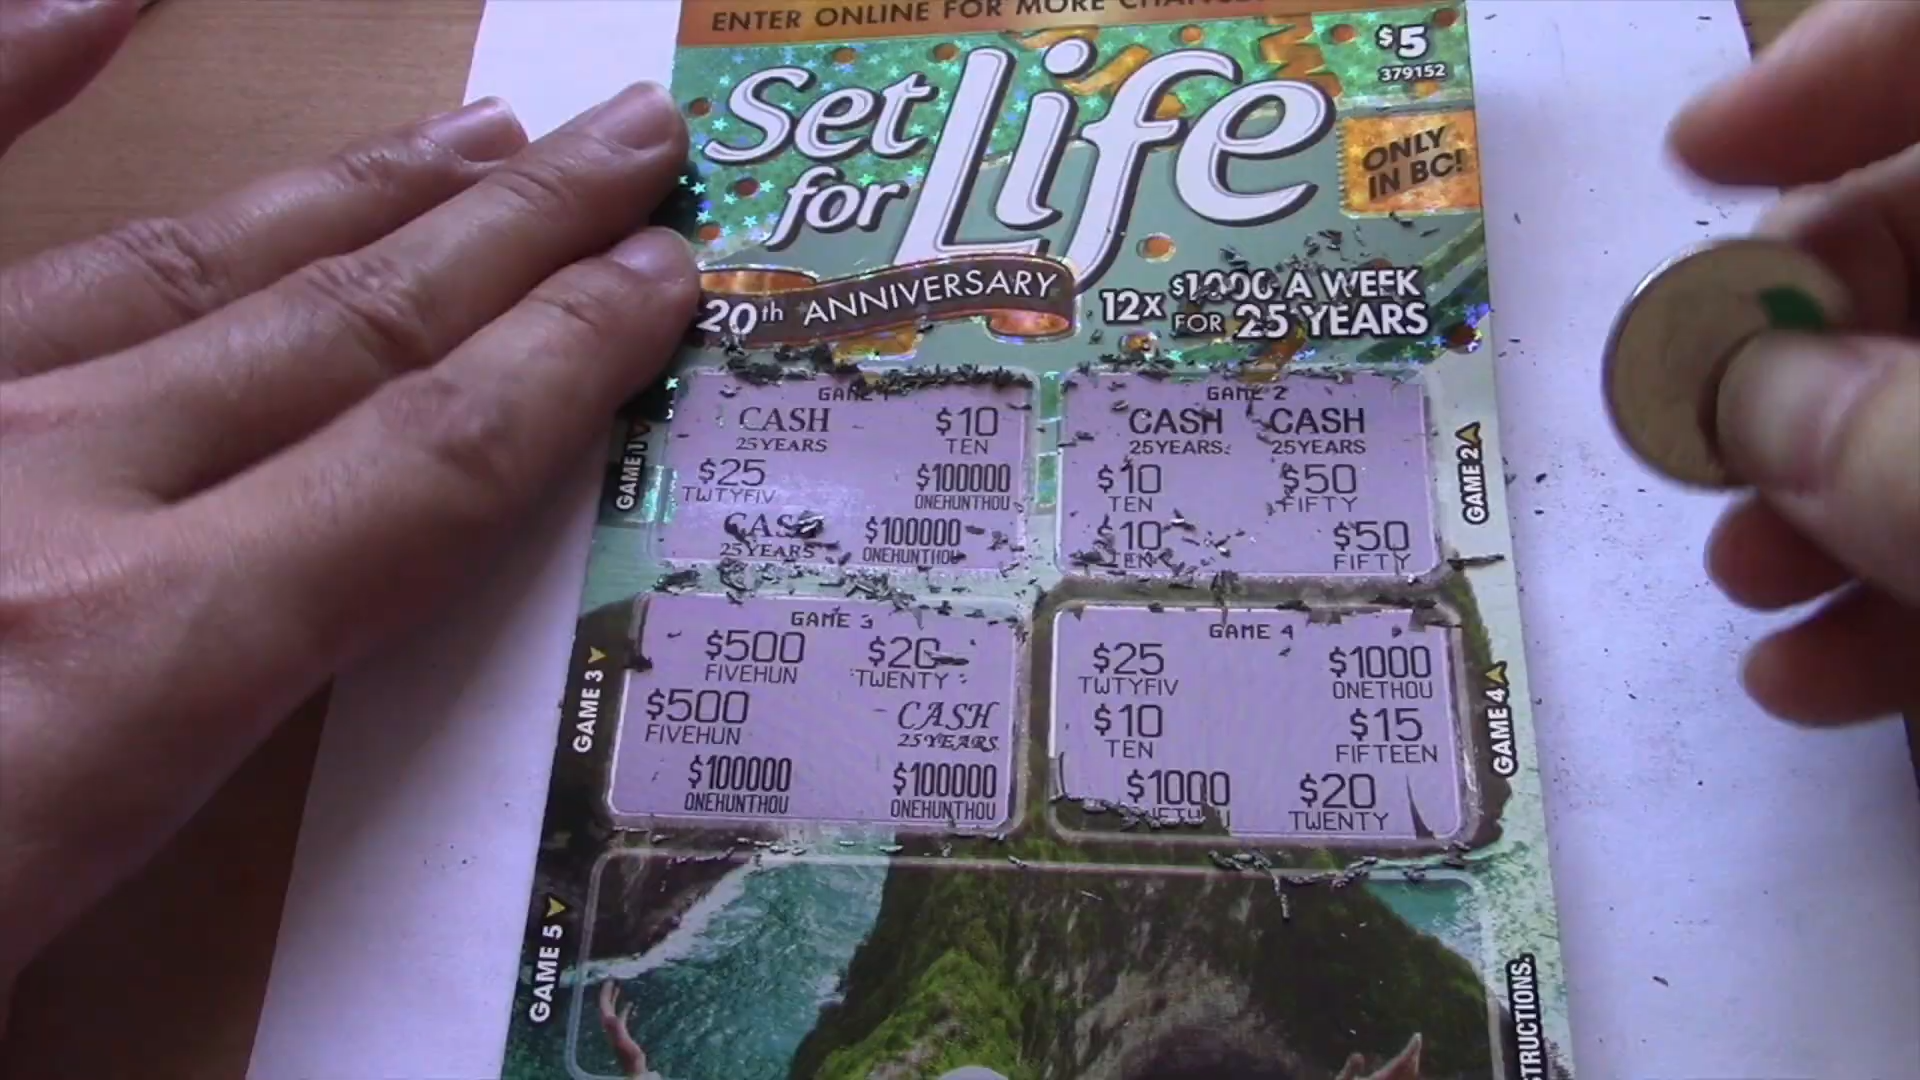 ENTER ONLINE FOR MORE
$5
379152
Set for Life
ONLY IN BC!
20th ANNIVERSARY
12x $1000 A WEEK FOR 25 YEARS
GAME 1
GAME 1
CASH $10
25YEARS TEN
$25 $100000
TWTYFIV ONEHUNTHOU
CASH $100000
25YEARS ONEHUNTHOU
GAME 2
GAME 2
CASH CASH
25YEARS 25YEARS
$10 $50
TEN FIFTY
$10 $50
TEN FIFTY
GAME 3
GAME 3
$500 $20
FIVEHUN TWENTY
$500 CASH
FIVEHUN 25YEARS
$100000 $100000
ONEHUNTHOU ONEHUNTHOU
GAME 4
GAME 4
$25 $1000
TWTYFIV ONETHOU
$10 $15
TEN FIFTEEN
$1000 $20
TWENTY
GAME 5